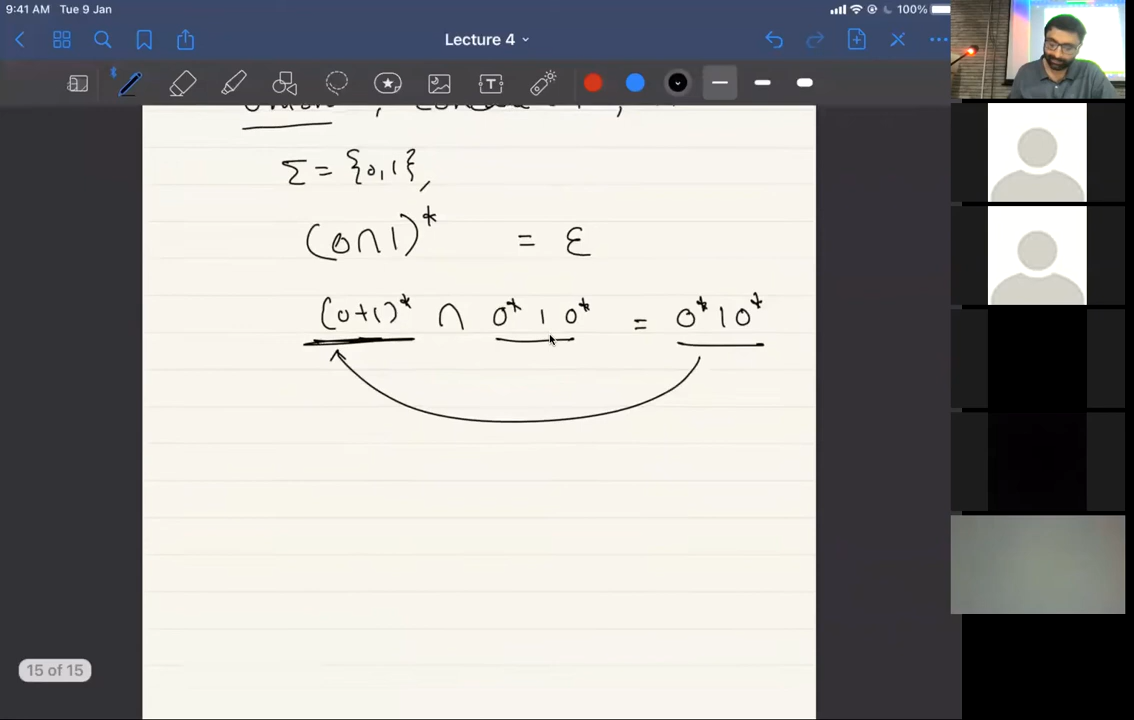 9:41 AM Tue 9 Jan 100%
Lecture 4
Σ = {0,1},
(0∩1)* = ε
(0+1)* ∩ 0*10* = 0*10*
15 of 15